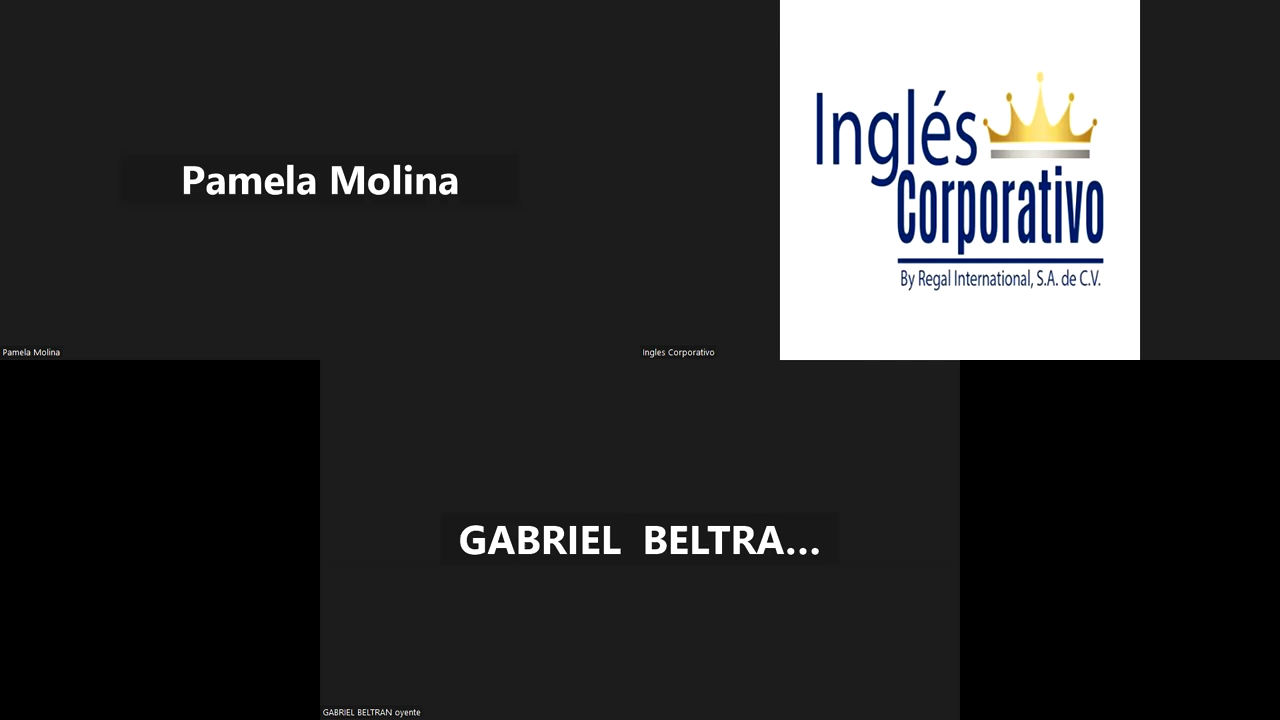 Pamela Molina
Inglés
Corporativo
By Regal International, S.A. de C.V.
Pamela Molina
Ingles Corporativo
GABRIEL BELTRA...
GABRIEL BELTRAN oyente